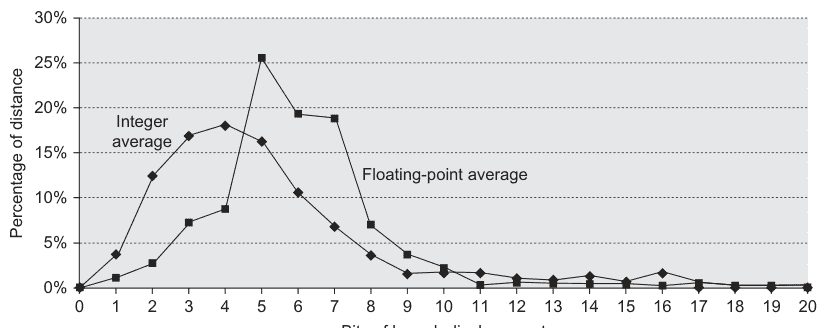 30%
25%
20%
15%
10%
5%
0%
Percentage of distance
Integer
average
Floating-point average
0 1 2 3 4 5 6 7 8 9 10 11 12 13 14 15 16 17 18 19 20